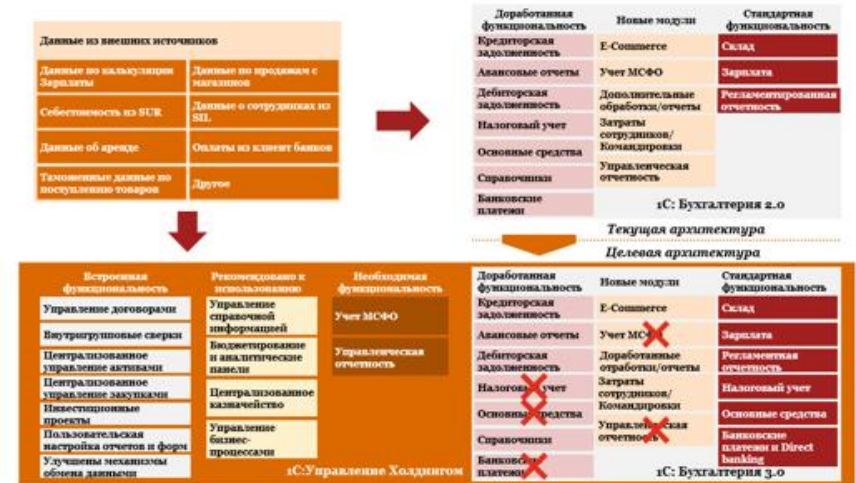 Данные из внешних источников
Данные по калькуляции
Зарплаты
Данные по продажам с
магазинов
Себестоимость из SUR
Данные о сотрудниках из
SIL
Данные об аренде
Оплаты из клиент банков
Таможенные данные по
поступлению товаров
Другое
Доработанная
функциональность
Новые модули
Стандартная
функциональность
Кредиторская
задолженность
E-Commerce
Склад
Авансовые отчеты
Учет МСФО
Зарплата
Дебиторская
задолженность
Дополнительные
обработки/отчеты
Регламентированная
отчетность
Налоговый учет
Затраты
сотрудников/
Командировки
Основные средства
Управленческая
отчетность
Справочники
Банковские
платежи
1С: Бухгалтерия 2.0
Текущая архитектура
Целевая архитектура
Встроенная
функциональность
Рекомендовано к
использованию
Необходимая
функциональность
Управление договорами
Управление
справочной
информацией
Учет МСФО
Внутригрупповые сверки
Бюджетирование
и аналитические
панели
Управленческая
отчетность
Централизованное
управление активами
Централизованное
управление закупками
Централизованное
казначейство
Инвестиционные
проекты
Пользовательская
настройка отчетов и форм
Управление
бизнес-
процессами
Улучшены механизмы
обмена данными
1С:Управление Холдингом
Доработанная
функциональность
Новые модули
Стандартная
функциональность
Кредиторская
задолженность
E-Commerce
Склад
Авансовые отчеты
Учет МСФО
Зарплата
Дебиторская
задолженность
Доработанные
отработки/отчеты
Регламентная
отчетность
Налоговый учет
Затраты
сотрудников/
Командировки
Налоговый учет
Основные средства
Управленческая
отчетность
Основные средства
Справочники
Банковские
платежи и Direct
banking
Банковские
платежи
1С: Бухгалтерия 3.0